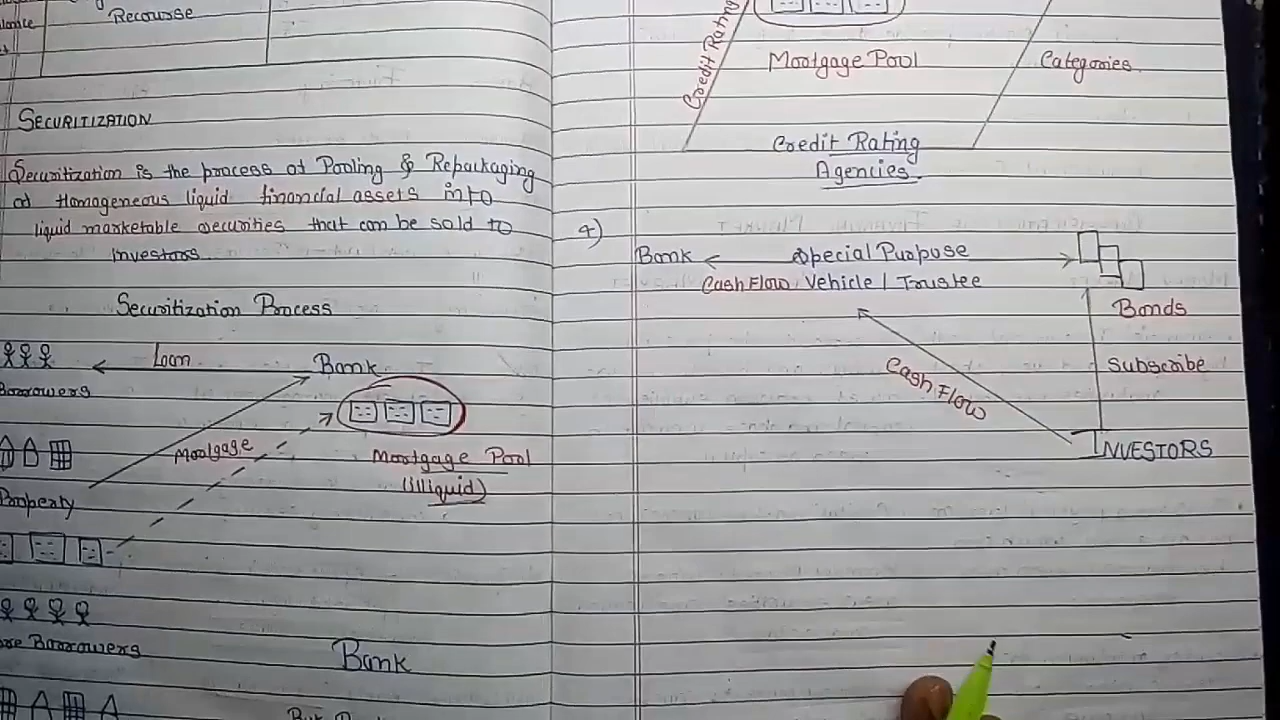 Recourse
SECURITIZATION
Securitization is the process of Pooling & Repackaging
of Homogeneous liquid financial assets into
liquid marketable securities that can be sold to
investors
Securitization Process
Loan
Bank
Borrowers
Mortgage
Mortgage Pool
(illiquid)
Property
Borrowers
Bank
Credit Rating
Mortgage Pool
Categories
Credit Rating
Agencies
4)
Bank
Special Purpose
Cash Flow Vehicle / Trustee
Bonds
Subscribe
Cash Flow
INVESTORS